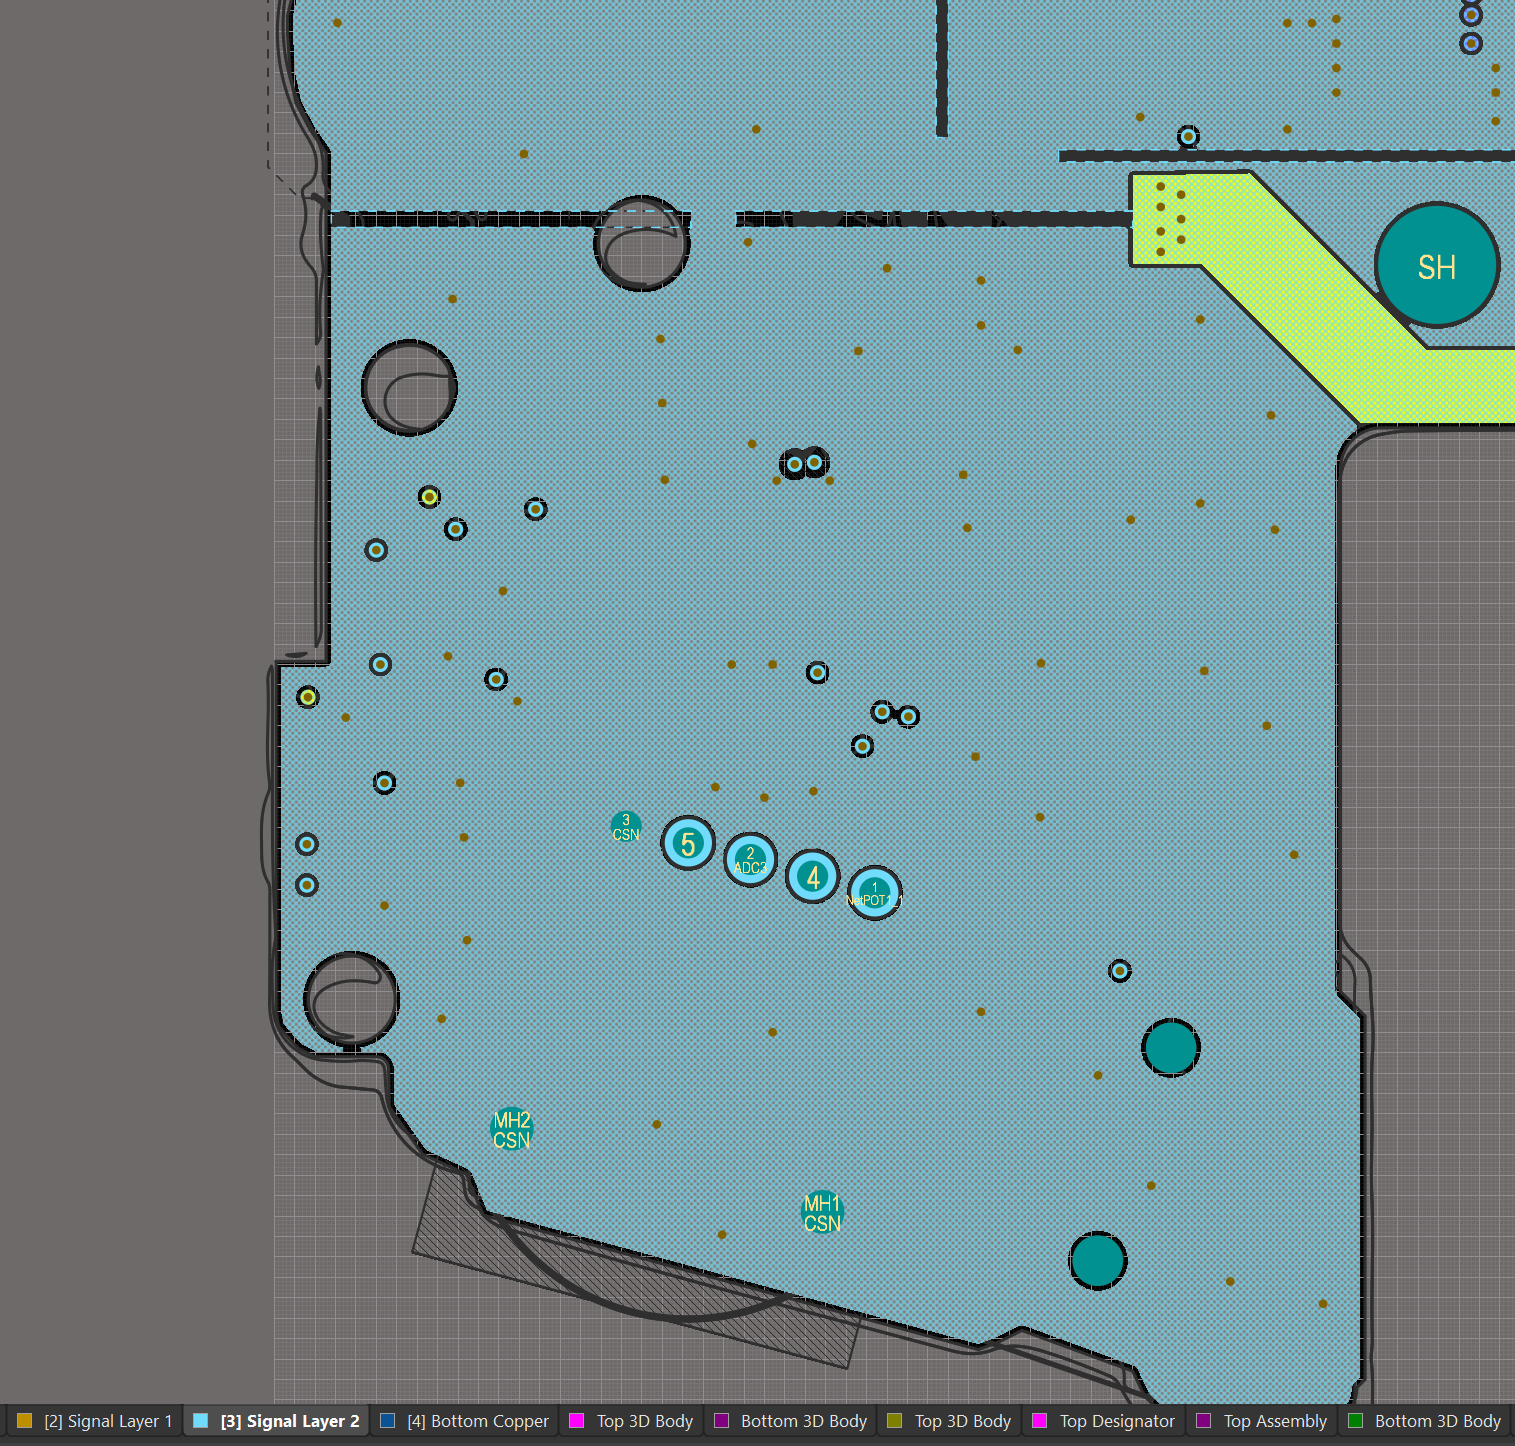 SH
3
CSN
5
2
ADC3
4
1
NetPOT1_1
MH2
CSN
MH1
CSN
[2] Signal Layer 1
[3] Signal Layer 2
[4] Bottom Copper
Top 3D Body
Bottom 3D Body
Top 3D Body
Top Designator
Top Assembly
Bottom 3D Body